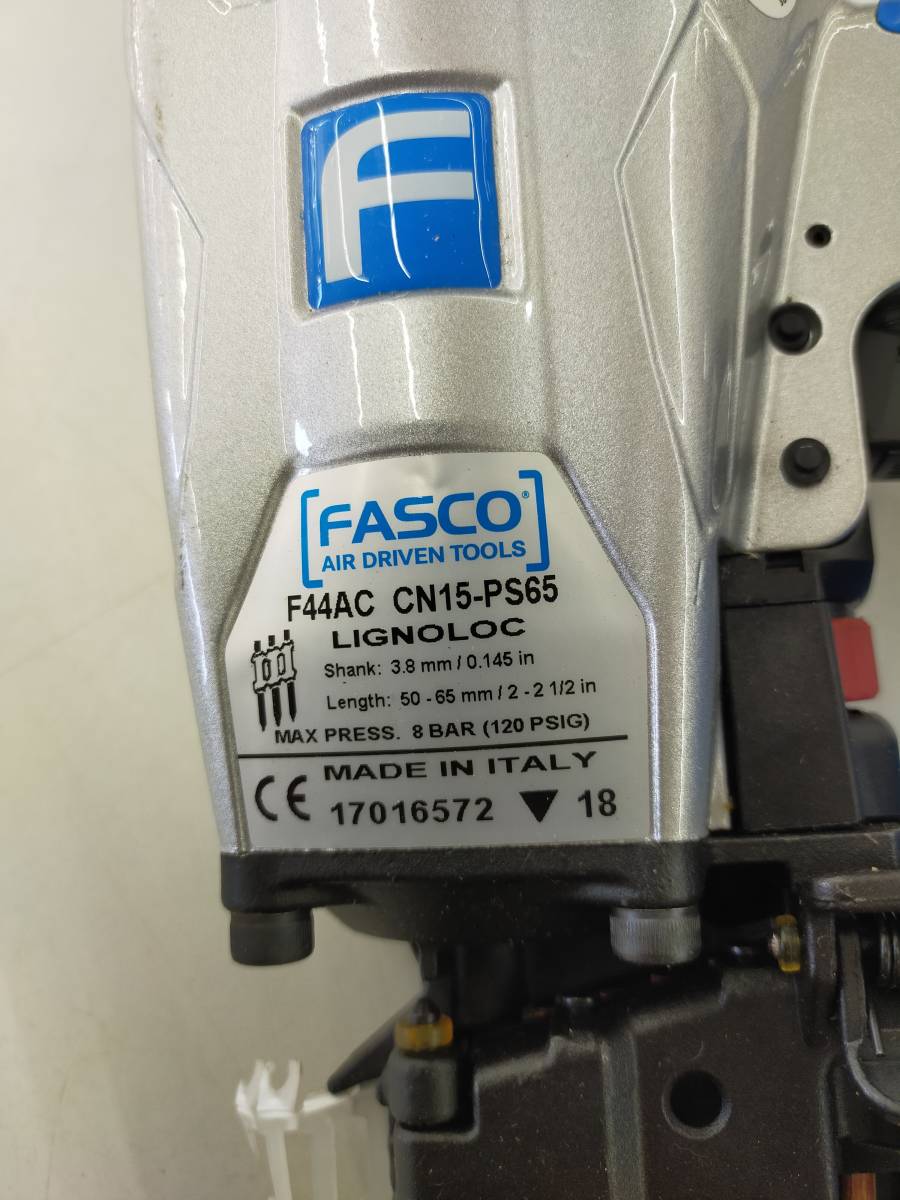 F
[FASCO®]
AIR DRIVEN TOOLS
F44AC CN15-PS65
LIGNOLOC
Shank: 3.8 mm / 0.145 in
Length: 50 - 65 mm / 2 - 2 1/2 in
MAX PRESS. 8 BAR (120 PSIG)
MADE IN ITALY
CE 17016572 ▼ 18